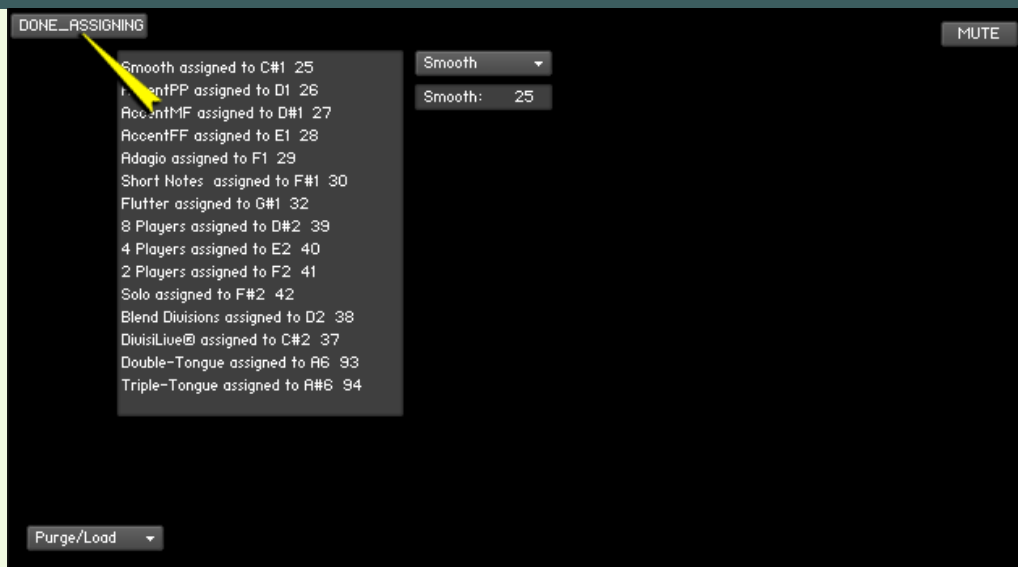 DONE_ASSIGNING
MUTE
Smooth assigned to C#1 25
AccentPP assigned to D1 26
AccentMF assigned to D#1 27
AccentFF assigned to E1 28
Adagio assigned to F1 29
Short Notes assigned to F#1 30
Flutter assigned to G#1 32
8 Players assigned to D#2 39
4 Players assigned to E2 40
2 Players assigned to F2 41
Solo assigned to F#2 42
Blend Divisions assigned to D2 38
DivisiLive® assigned to C#2 37
Double-Tongue assigned to A6 93
Triple-Tongue assigned to A#6 94
Smooth
Smooth: 25
Purge/Load